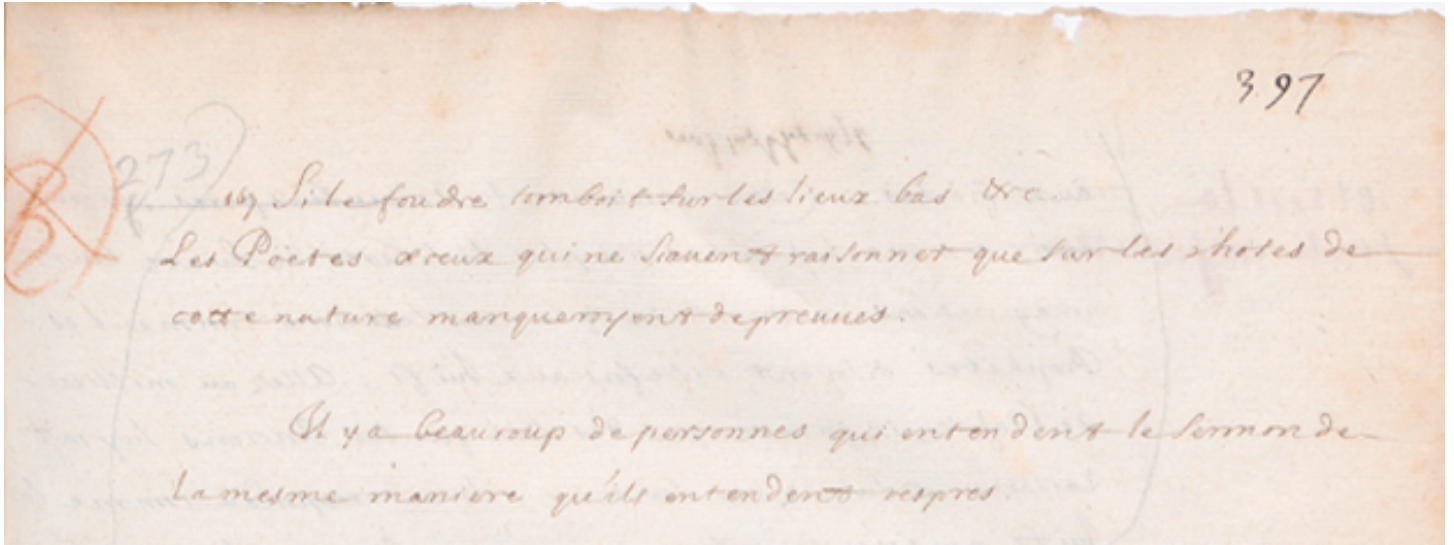 397
273
Si le foudre tomboit sur les lieux bas &c
Les Poëtes & ceux qui ne sauent raisonner que sur les choses de
cette nature manqueroyent de preuues.
Il y a beaucoup de personnes qui entendent le sermon de
la mesme maniere qu'ils entendent vespres.